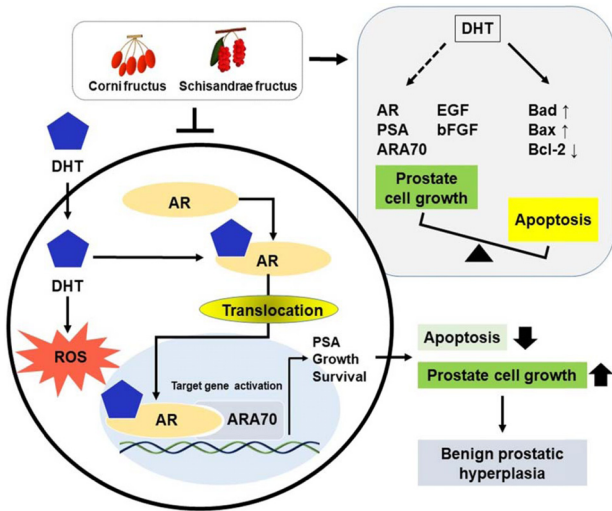 Corni fructus
Schisandrae fructus
DHT
AR
EGF
Bad ↑
PSA
bFGF
Bax ↑
ARA70
Bcl-2 ↓
Prostate
cell growth
Apoptosis
DHT
AR
DHT
AR
Translocation
ROS
Target gene activation
AR
ARA70
PSA
Growth
Survival
Apoptosis
Prostate cell growth
Benign prostatic
hyperplasia